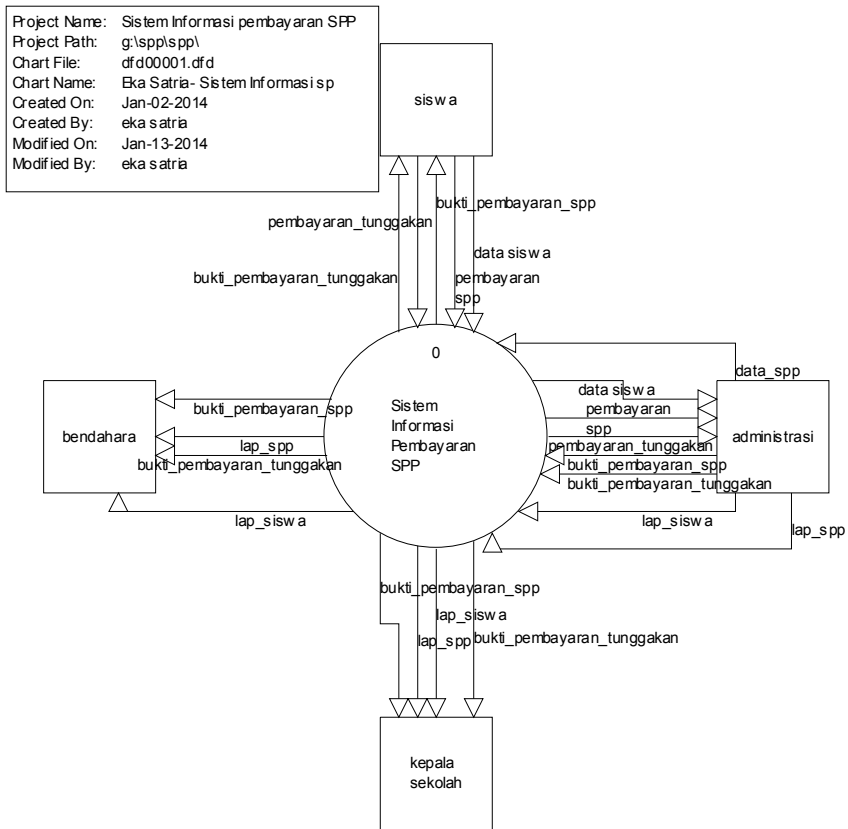 Project Name: Sistem Informasi pembayaran SPP
Project Path: g:\spp\spp\
Chart File: dfd00001.dfd
Chart Name: Eka Satria- Sistem Informasi sp
Created On: Jan-02-2014
Created By: eka satria
Modified On: Jan-13-2014
Modified By: eka satria
siswa
bukti_pembayaran_spp
pembayaran_tunggakan
data siswa
bukti_pembayaran_tunggakan
pembayaran
spp
0
Sistem
Informasi
Pembayaran
SPP
data_spp
data siswa
pembayaran
spp
pembayaran_tunggakan
bukti_pembayaran_spp
bukti_pembayaran_tunggakan
administrasi
lap_siswa
lap_spp
bendahara
bukti_pembayaran_spp
lap_spp
bukti_pembayaran_tunggakan
lap_siswa
bukti_pembayaran_spp
lap_siswa
lap_spp
bukti_pembayaran_tunggakan
kepala
sekolah